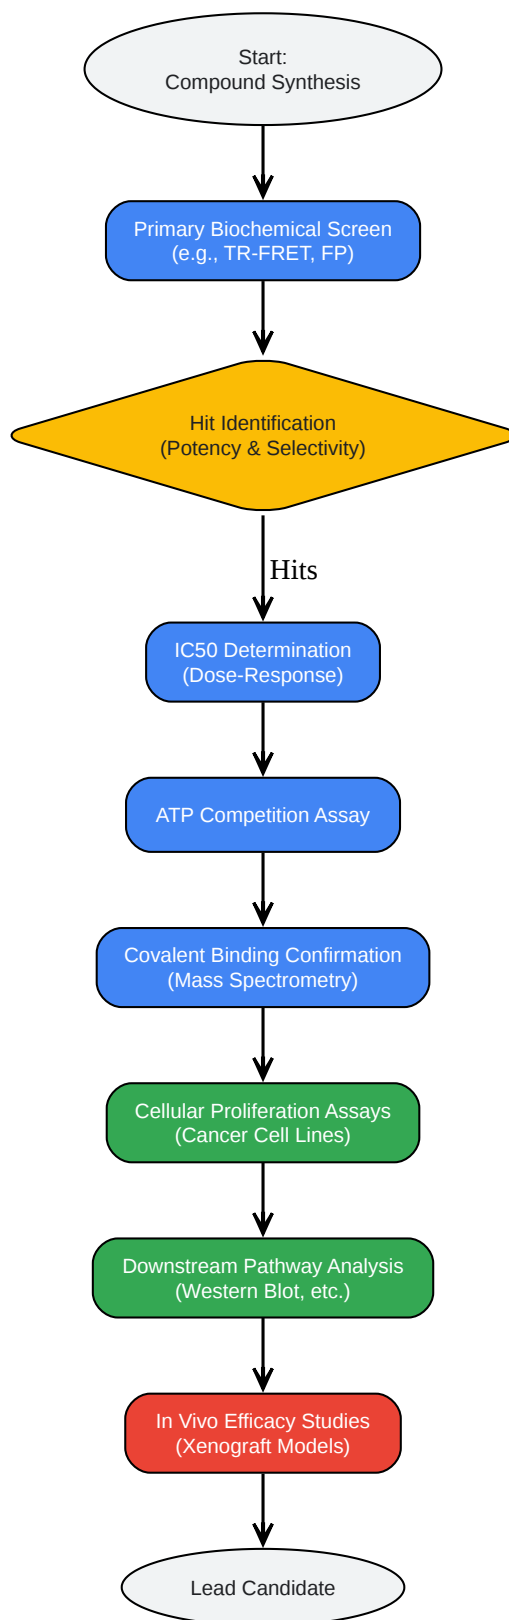 Start:
Compound Synthesis
Primary Biochemical Screen
(e.g., TR-FRET, FP)
Hit Identification
(Potency & Selectivity)
Hits
IC50 Determination
(Dose-Response)
ATP Competition Assay
Covalent Binding Confirmation
(Mass Spectrometry)
Cellular Proliferation Assays
(Cancer Cell Lines)
Downstream Pathway Analysis
(Western Blot, etc.)
In Vivo Efficacy Studies
(Xenograft Models)
Lead Candidate